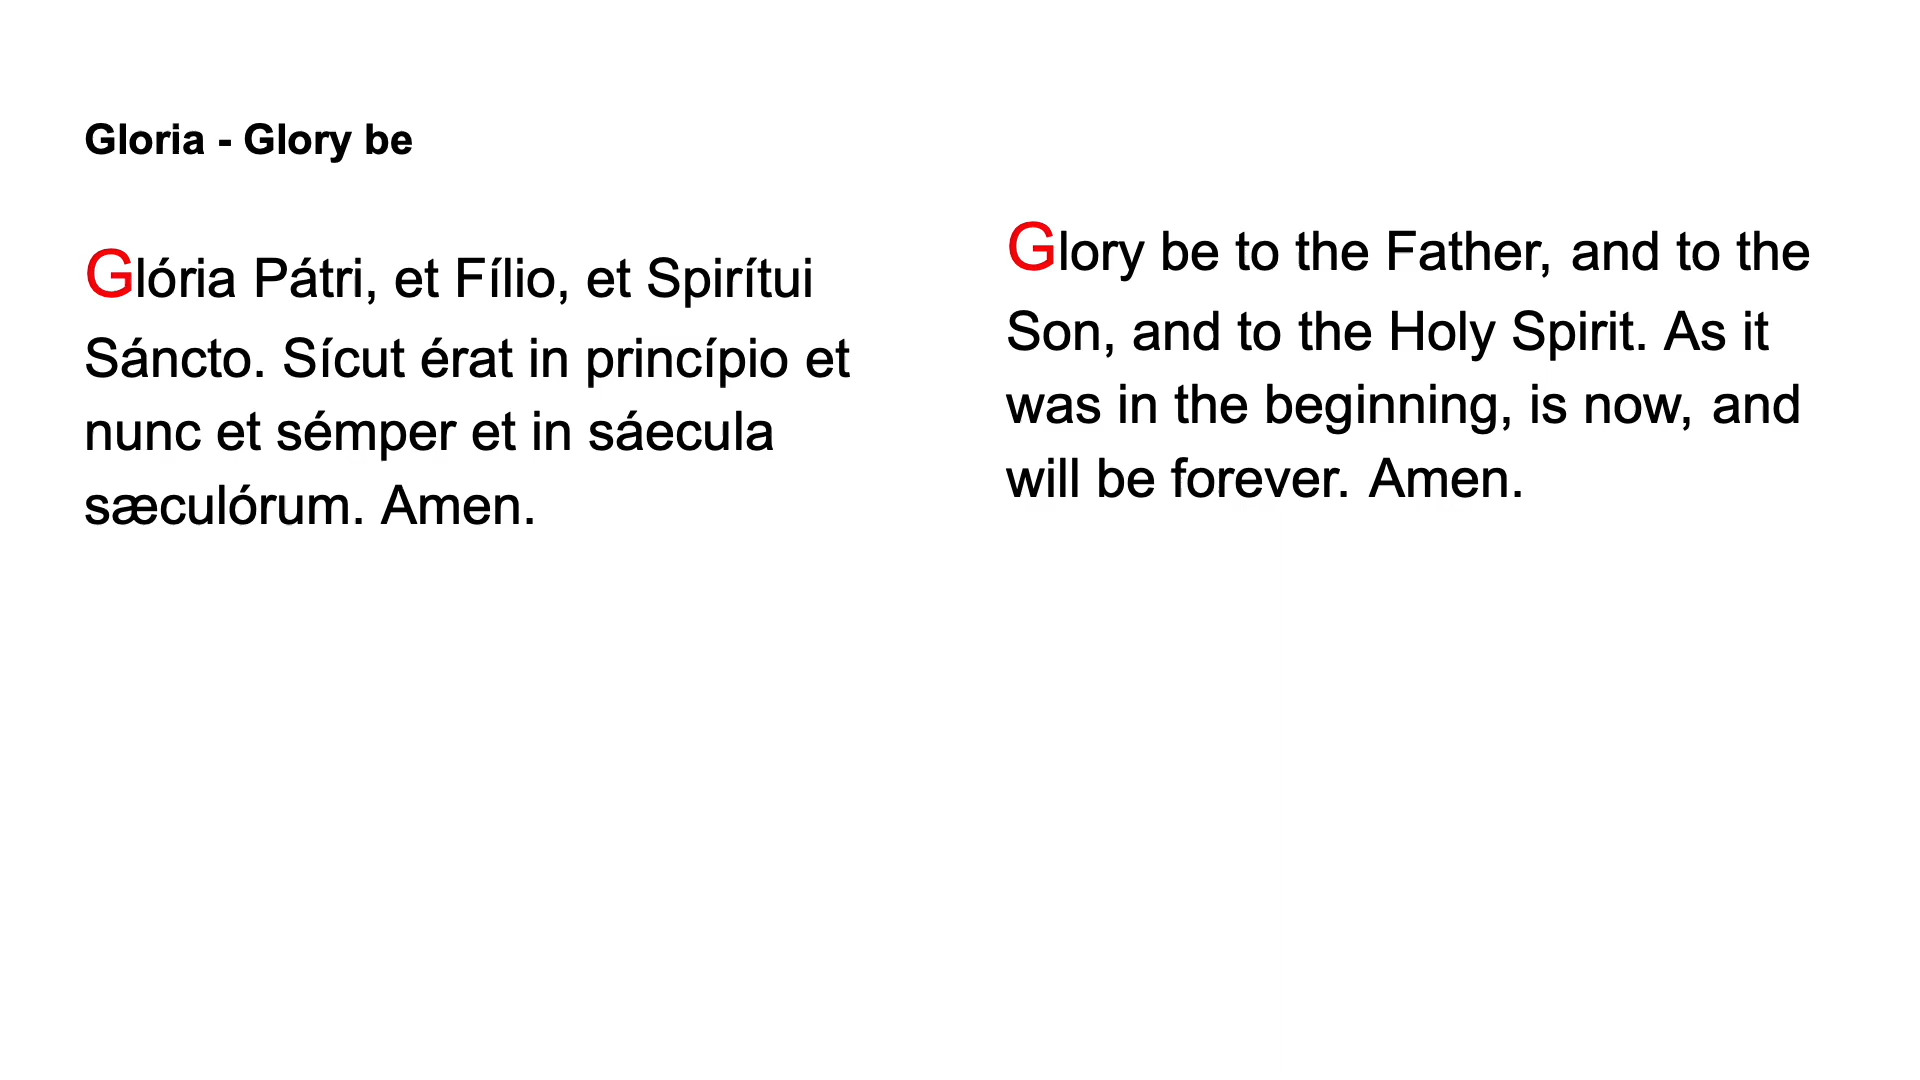 Gloria - Glory be
Glória Pátri, et Fílio, et Spirítui
Sáncto. Sícut érat in princípio et
nunc et sémper et in sáecula
sæculórum. Amen.
Glory be to the Father, and to the
Son, and to the Holy Spirit. As it
was in the beginning, is now, and
will be forever. Amen.